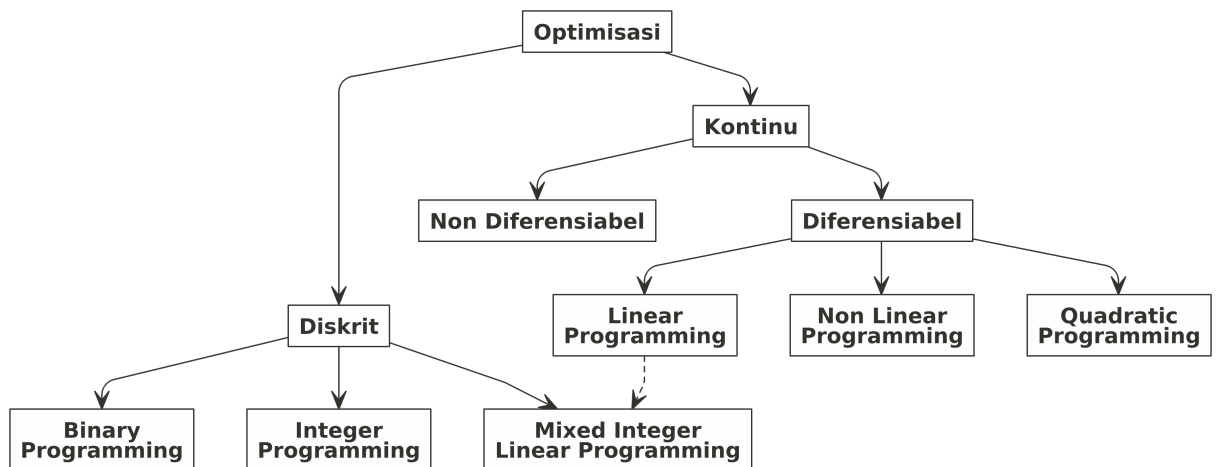 Optimisasi
Kontinu
Non Diferensiabel
Diferensiabel
Diskrit
Linear
Programming
Non Linear
Programming
Quadratic
Programming
Binary
Programming
Integer
Programming
Mixed Integer
Linear Programming